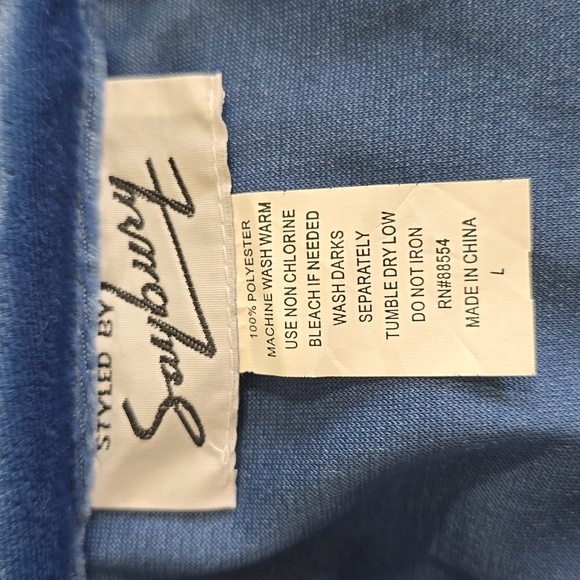 STYLED BY
Saybury
100% POLYESTER
MACHINE WASH WARM
USE NON CHLORINE
BLEACH IF NEEDED
WASH DARKS
SEPARATELY
TUMBLE DRY LOW
DO NOT IRON
RN#88554
MADE IN CHINA
L